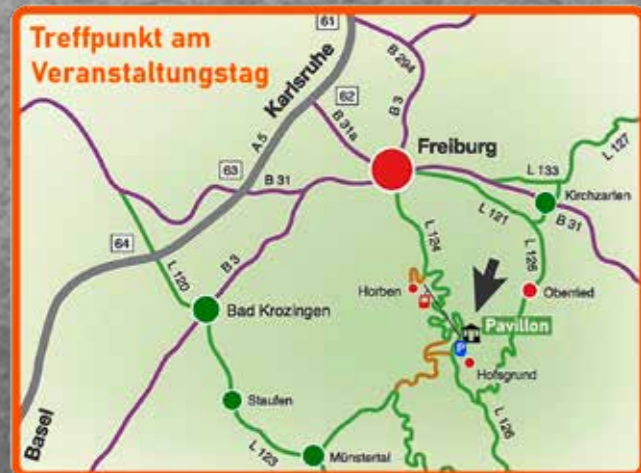 Treffpunkt am
Veranstaltungstag
61
Karlsruhe
B 294
62
B 3
B 31a
A 5
Freiburg
L 127
63
L 133
B 31
Kirchzarten
L 121
B 31
64
L 124
L 120
B 3
L 126
Horben
Oberried
Bad Krozingen
Pavillon
P
Hofsgrund
Staufen
Basel
L 123
Münstertal
L 126